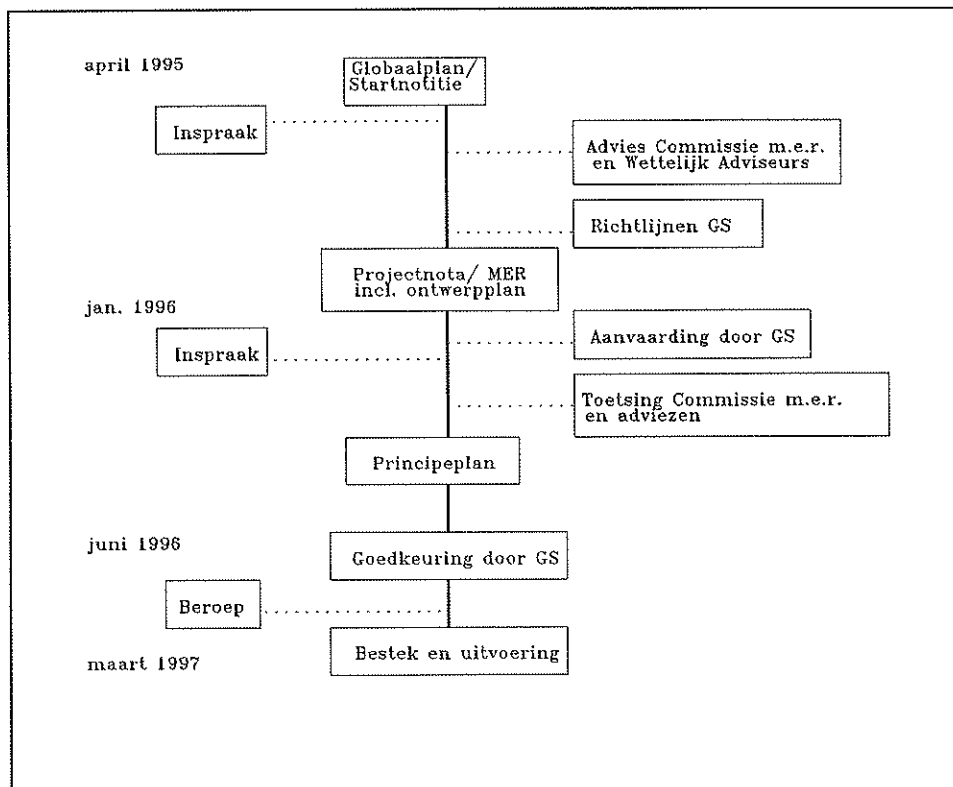 april 1995
Globaalplan/
Startnotitie
Inspraak
Advies Commissie m.e.r.
en Wettelijk Adviseurs
Richtlijnen GS
Projectnota/ MER
incl. ontwerpplan
jan. 1996
Aanvaarding door GS
Inspraak
Toetsing Commissie m.e.r.
en adviezen
Principeplan
juni 1996
Goedkeuring door GS
Beroep
Bestek en uitvoering
maart 1997